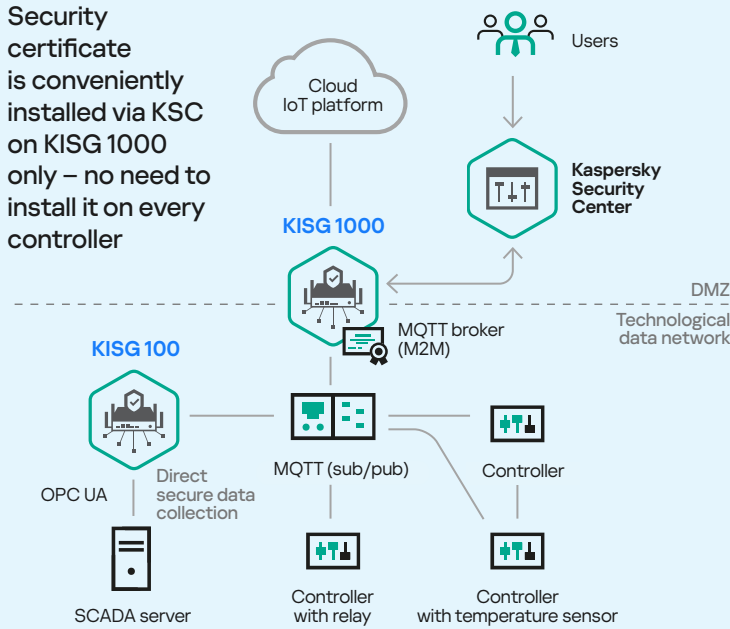 Security
certificate
is conveniently
installed via KSC
on KISG 1000
only – no need to
install it on every
controller
Users
Cloud
IoT platform
Kaspersky
Security
Center
KISG 1000
DMZ
Technological
data network
MQTT broker
(M2M)
KISG 100
MQTT (sub/pub)
Controller
OPC UA
Direct
secure data
collection
SCADA server
Controller
with relay
Controller
with temperature sensor